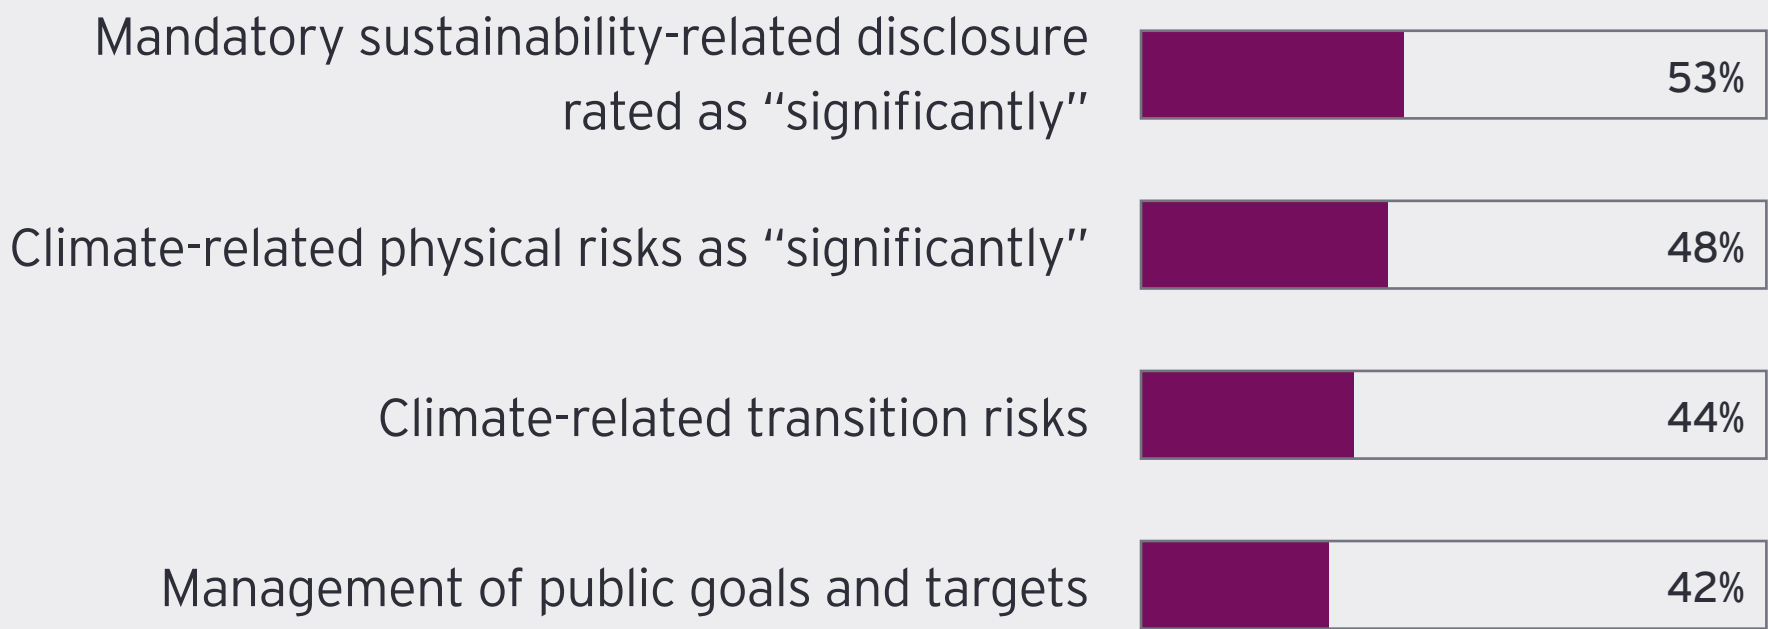 Mandatory sustainability-related disclosure
rated as “significantly”
53%
Climate-related physical risks as “significantly”
48%
Climate-related transition risks
44%
Management of public goals and targets
42%